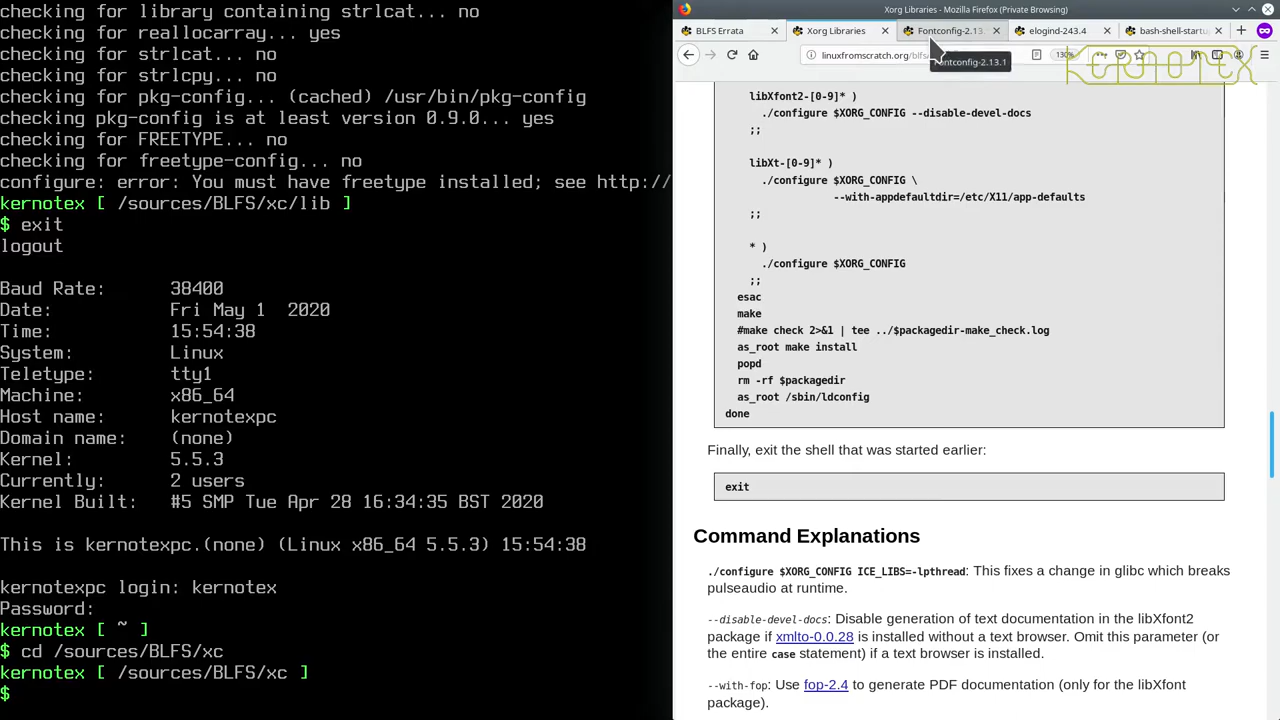 checking for library containing strlcat... no
checking for reallocarray... yes
checking for strlcat... no
checking for strlcpy... no
checking for pkg-config... (cached) /usr/bin/pkg-config
checking pkg-config is at least version 0.9.0... yes
checking for FREETYPE... no
checking for freetype-config... no
configure: error: You must have freetype installed; see http://
kernotex [ /sources/BLFS/xc/lib ]
$ exit
logout
Baud Rate: 38400
Date: Fri May 1 2020
Time: 15:54:38
System: Linux
Teletype: tty1
Machine: x86_64
Host name: kernotexpc
Domain name: (none)
Kernel: 5.5.3
Currently: 2 users
Kernel Built: #5 SMP Tue Apr 28 16:34:35 BST 2020
This is kernotexpc.(none) (Linux x86_64 5.5.3) 15:54:38
kernotexpc login: kernotex
Password:
kernotex [ ~ ]
$ cd /sources/BLFS/xc
kernotex [ /sources/BLFS/xc ]
$
Xorg Libraries - Mozilla Firefox (Private Browsing)
BLFS Errata
Xorg Libraries
Fontconfig-2.13
elogind-243.4
bash-shell-startu
linuxfromscratch.org/blfs
130%
Fontconfig-2.13.1
KERNOTEX
libXfont2-[0-9]* )
./configure $XORG_CONFIG --disable-devel-docs
;;
libXt-[0-9]* )
./configure $XORG_CONFIG \
--with-appdefaultdir=/etc/X11/app-defaults
;;
* )
./configure $XORG_CONFIG
;;
esac
make
#make check 2>&1 | tee ../$packagedir-make_check.log
as_root make install
popd
rm -rf $packagedir
as_root /sbin/ldconfig
done
Finally, exit the shell that was started earlier:
exit
Command Explanations
./configure $XORG_CONFIG ICE_LIBS=-lpthread: This fixes a change in glibc which breaks
pulseaudio at runtime.
--disable-devel-docs: Disable generation of text documentation in the libXfont2
package if xmlto-0.0.28 is installed without a text browser. Omit this parameter (or
the entire case statement) if a text browser is installed.
--with-fop: Use fop-2.4 to generate PDF documentation (only for the libXfont
package).